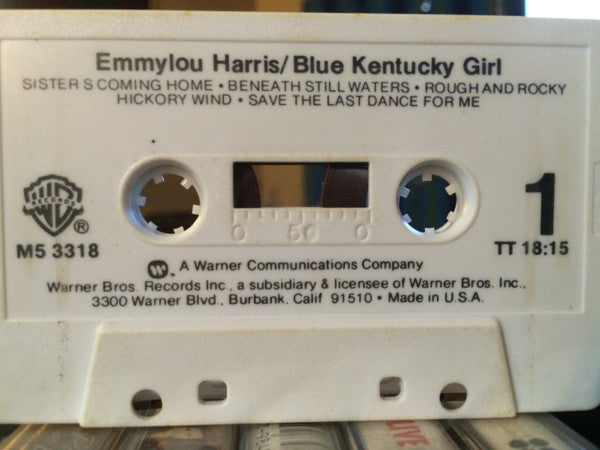 Emmylou Harris/Blue Kentucky Girl
SISTER S COMING HOME • BENEATH STILL WATERS • ROUGH AND ROCKY
HICKORY WIND • SAVE THE LAST DANCE FOR ME
WB
RECORDS
®
1
M5 3318
TT 18:15
0 50 0
A Warner Communications Company
Warner Bros. Records Inc., a subsidiary & licensee of Warner Bros. Inc.,
3300 Warner Blvd., Burbank, Calif 91510 • Made in U.S.A.
LIVE